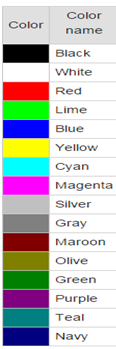 Color Color name
Black
White
Red
Lime
Blue
Yellow
Cyan
Magenta
Silver
Gray
Maroon
Olive
Green
Purple
Teal
Navy